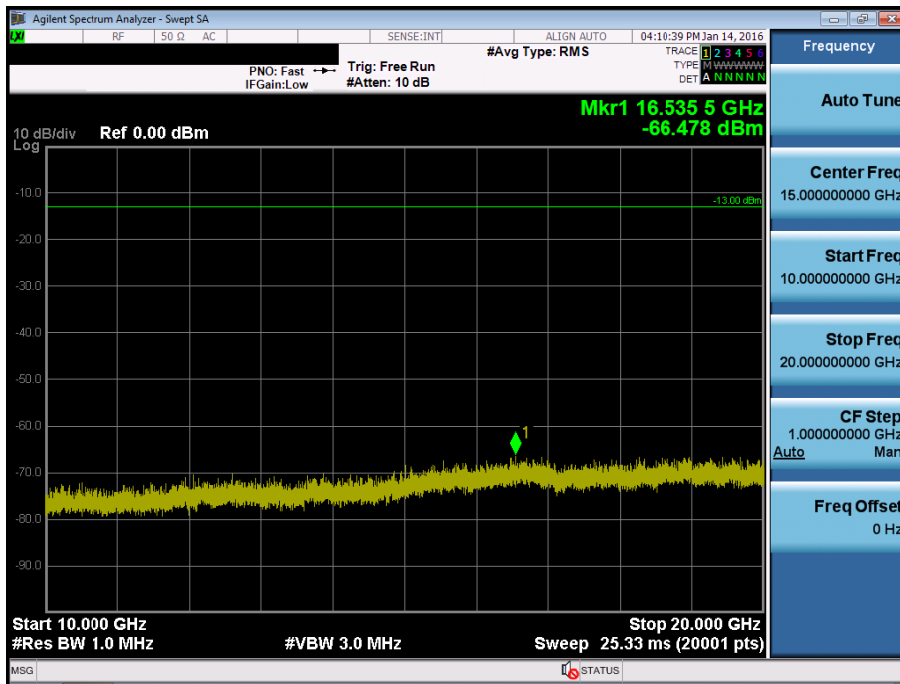 Agilent Spectrum Analyzer - Swept SA
LXI RF 50 Ω AC SENSE:INT ALIGN AUTO 04:10:39 PM Jan 14, 2016
#Avg Type: RMS
TRACE 1 2 3 4 5 6
TYPE M WWWWW
DET A N N N N N
PNO: Fast
IFGain:Low
Trig: Free Run
#Atten: 10 dB
Mkr1 16.535 5 GHz
-66.478 dBm
10 dB/div Ref 0.00 dBm
Log
-10.0
-13.00 dBm
-20.0
-30.0
-40.0
-50.0
-60.0
1
-70.0
-80.0
-90.0
Start 10.000 GHz Stop 20.000 GHz
#Res BW 1.0 MHz #VBW 3.0 MHz Sweep 25.33 ms (20001 pts)
MSG STATUS
Frequency
Auto Tune
Center Freq
15.000000000 GHz
Start Freq
10.000000000 GHz
Stop Freq
20.000000000 GHz
CF Step
1.000000000 GHz
Auto Man
Freq Offset
0 Hz